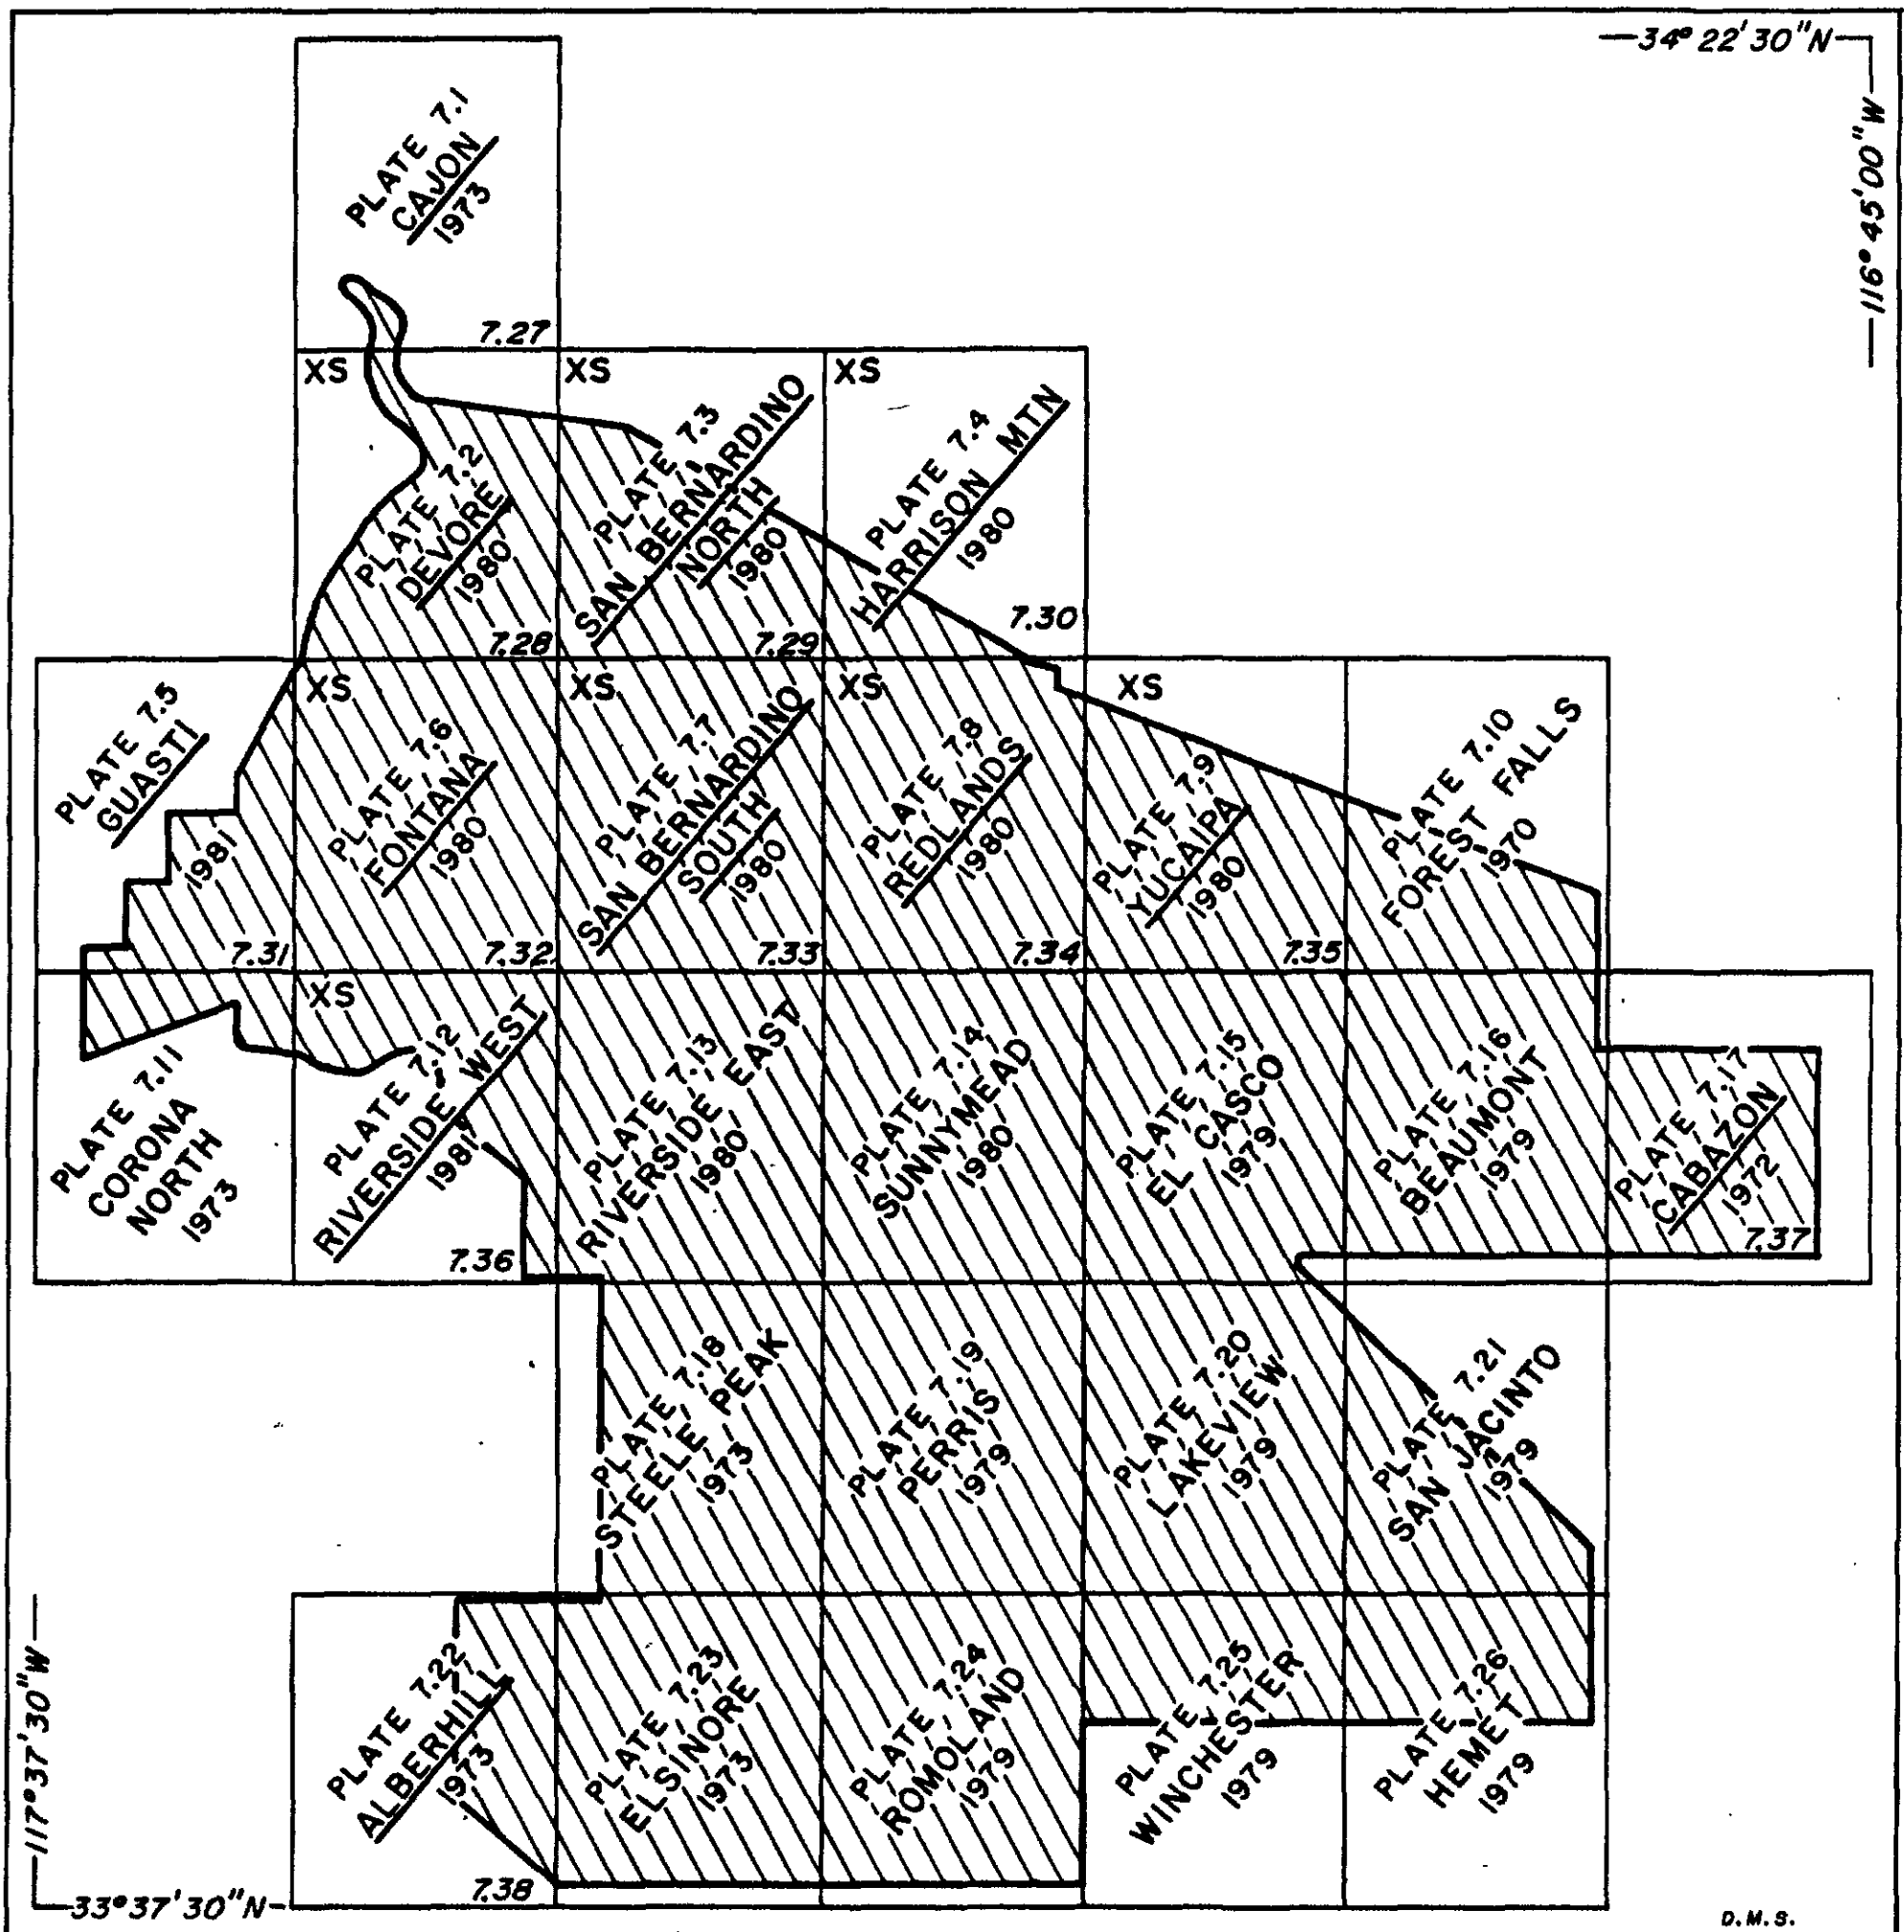 34° 22' 30" N
116° 45' 00" W
PLATE 7.1
CAJON
1973
7.27
XS
PLATE 7.2
DEVORE
1980
7.28
XS
PLATE 7.3
SAN BERNARDINO
NORTH
1980
7.29
XS
PLATE 7.4
HARRISON MTN
1980
7.30
PLATE 7.5
GUASTI
1981
7.31
XS
PLATE 7.6
FONTANA
1980
7.32
XS
PLATE 7.7
SAN BERNARDINO
SOUTH
1980
7.33
XS
PLATE 7.8
REDLANDS
1980
7.34
XS
PLATE 7.9
YUCAIPA
1980
7.35
PLATE 7.10
FOREST FALLS
1970
PLATE 7.11
CORONA
NORTH
1973
XS
PLATE 7.12
RIVERSIDE WEST
1981
7.36
PLATE 7.13
RIVERSIDE EAST
1980
PLATE 7.14
SUNNYMEAD
1980
PLATE 7.15
EL CASCO
1979
PLATE 7.16
BEAUMONT
1979
PLATE 7.17
CABAZON
1972
7.37
PLATE 7.18
STEELE PEAK
1973
PLATE 7.19
PERRIS
1979
PLATE 7.20
LAKEVIEW
1979
PLATE 7.21
SAN JACINTO
1979
PLATE 7.22
ALBERHILL
1973
7.38
PLATE 7.23
ELSINORE
1973
PLATE 7.24
ROMOLAND
1979
PLATE 7.25
WINCHESTER
1979
PLATE 7.26
HEMET
1979
117° 37' 30" W
33° 37' 30" N
D.M.S.